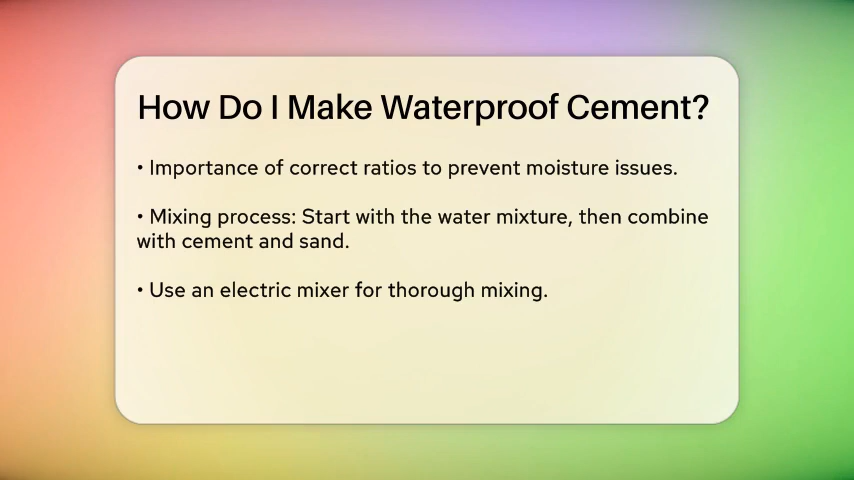 How Do I Make Waterproof Cement?
• Importance of correct ratios to prevent moisture issues.
• Mixing process: Start with the water mixture, then combine
with cement and sand.
• Use an electric mixer for thorough mixing.